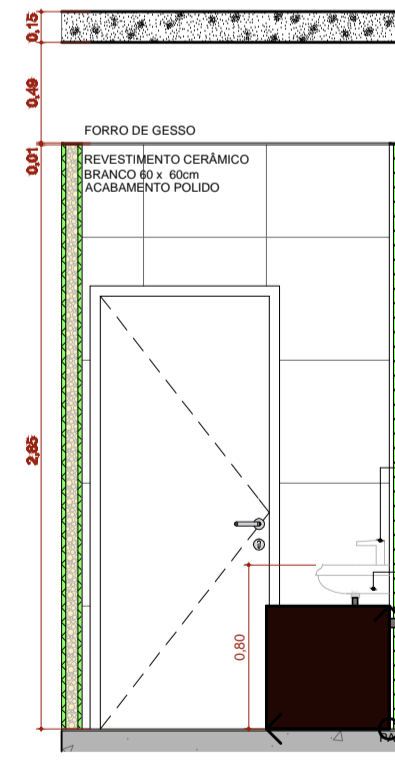 0,15
0,49
FORRO DE GESSO
0,01
REVESTIMENTO CERÂMICO
BRANCO 60 x 60cm
ACABAMENTO POLIDO
2,85
0,80